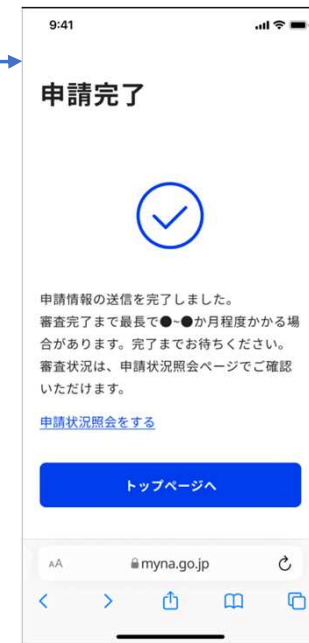 9:41
申請完了
申請情報の送信を完了しました。
審査完了まで最長で●~●か月程度かかる場
合があります。完了までお待ちください。
審査状況は、申請状況照会ページでご確認
いただけます。
申請状況照会をする
トップページへ
AA myna.go.jp